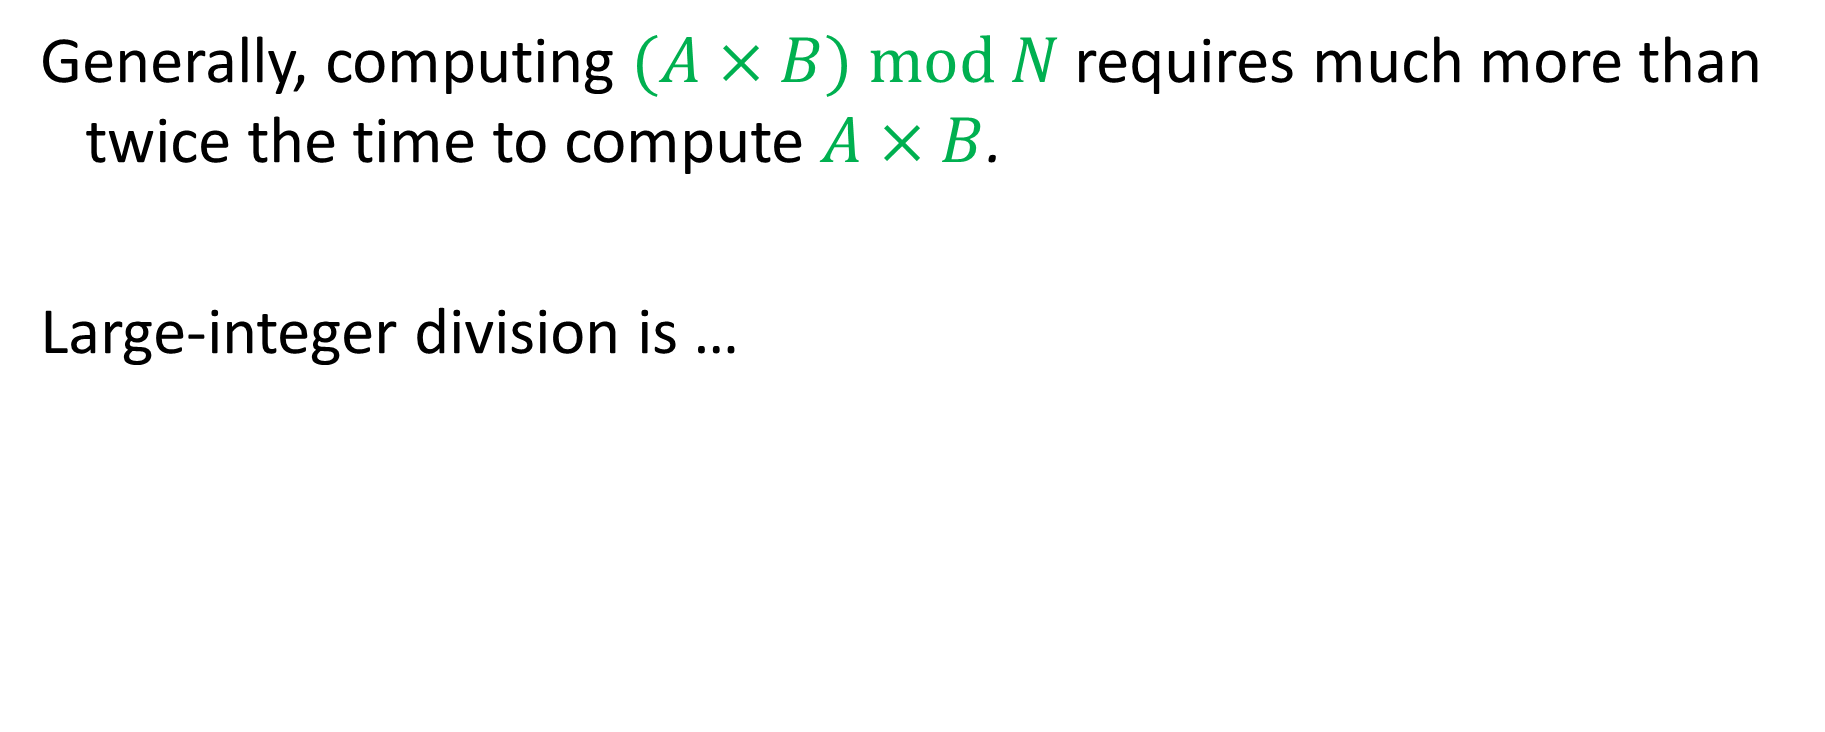 Generally, computing (A × B) mod N requires much more than
twice the time to compute A × B.
Large-integer division is ...